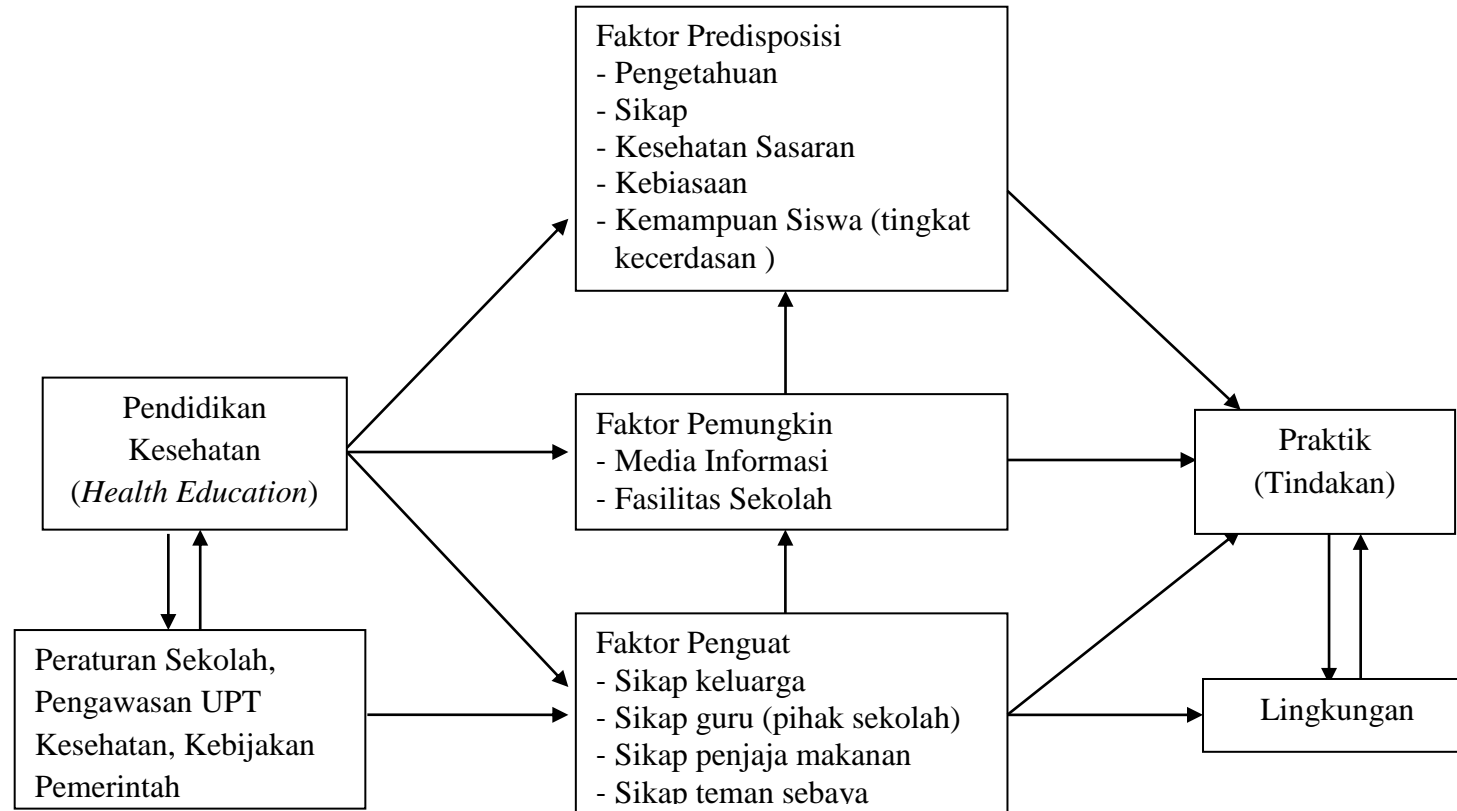 Faktor Predisposisi
- Pengetahuan
- Sikap
- Kesehatan Sasaran
- Kebiasaan
- Kemampuan Siswa (tingkat
kecerdasan )
Pendidikan
Kesehatan
(Health Education)
Faktor Pemungkin
- Media Informasi
- Fasilitas Sekolah
Praktik
(Tindakan)
Peraturan Sekolah,
Pengawasan UPT
Kesehatan, Kebijakan
Pemerintah
Faktor Penguat
- Sikap keluarga
- Sikap guru (pihak sekolah)
- Sikap penjaja makanan
- Sikap teman sebaya
Lingkungan